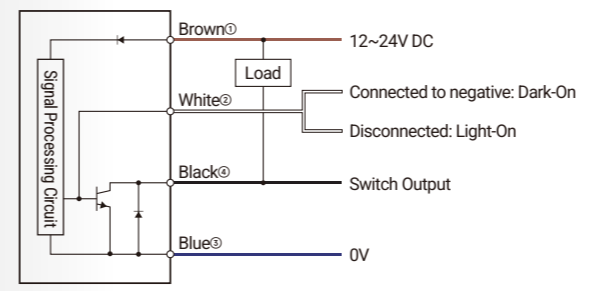 Brown①
12~24V DC
Load
White②
Connected to negative: Dark-On
Disconnected: Light-On
Signal Processing Circuit
Black④
Switch Output
Blue③
0V